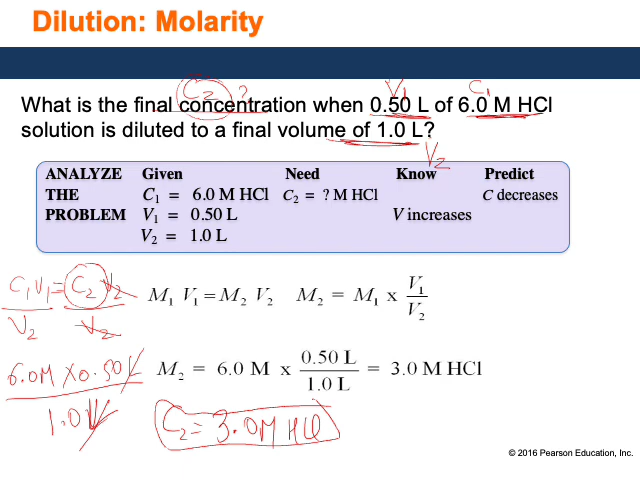 Dilution: Molarity
C₂ ?
V₁
C₁
What is the final concentration when 0.50 L of 6.0 M HCl
solution is diluted to a final volume of 1.0 L?
V₂
ANALYZE Given Need Know Predict
THE C₁ = 6.0 M HCl C₂ = ? M HCl C decreases
PROBLEM V₁ = 0.50 L V increases
V₂ = 1.0 L
C₁V₁ = C₂V₂
V₂ V₂
M₁ V₁ = M₂ V₂ M₂ = M₁ x V₁
V₂
6.0M x 0.50 L
1.0 L
M₂ = 6.0 M x 0.50 L = 3.0 M HCl
1.0 L
C₂ = 3.0M HCl
© 2016 Pearson Education, Inc.